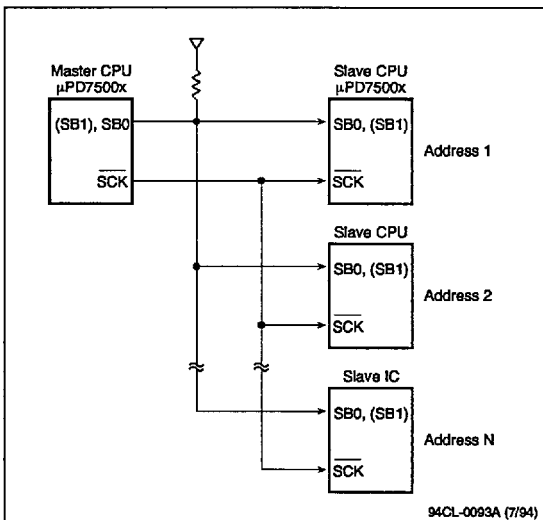 Master CPU
μPD7500x
(SB1), SB0
SCK
Slave CPU
μPD7500x
SB0, (SB1)
SCK
Address 1
Slave CPU
SB0, (SB1)
SCK
Address 2
Slave IC
SB0, (SB1)
SCK
Address N
94CL-0093A (7/94)